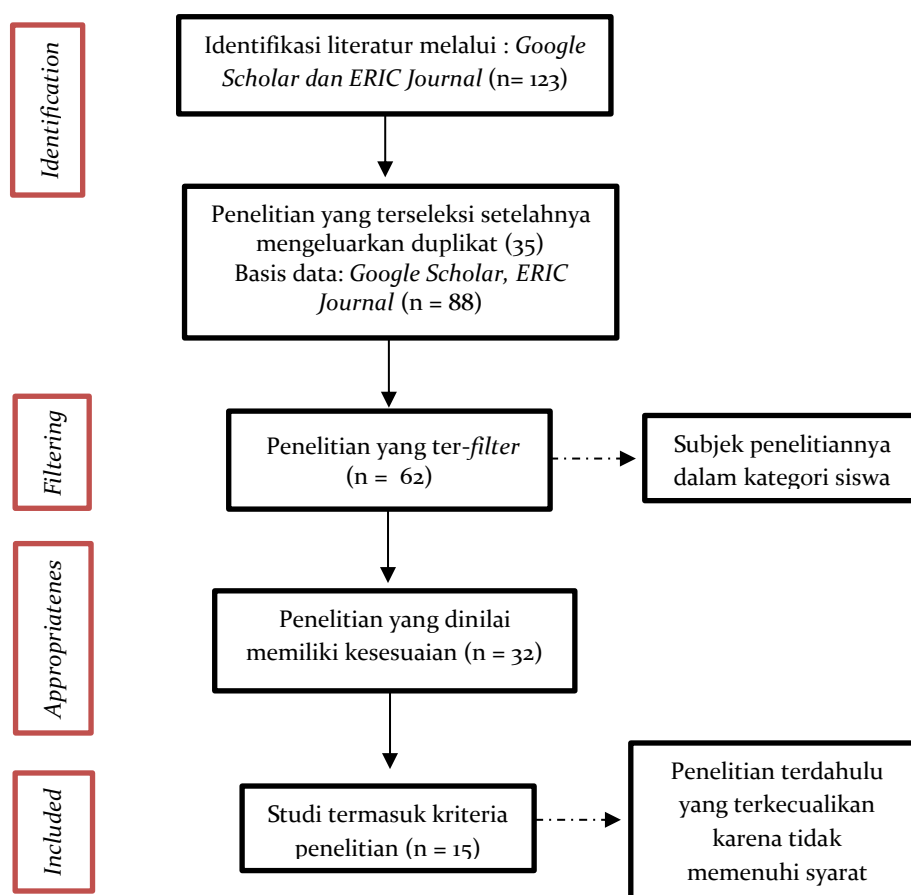 Identification
Identifikasi literatur melalui : Google
Scholar dan ERIC Journal (n= 123)
Penelitian yang terseleksi setelahnya
mengeluarkan duplikat (35)
Basis data: Google Scholar, ERIC
Journal (n = 88)
Filtering
Penelitian yang ter-filter
(n =  62)
Subjek penelitiannya
dalam kategori siswa
Appropriatenes
Penelitian yang dinilai
memiliki kesesuaian (n = 32)
Included
Studi termasuk kriteria
penelitian (n = 15)
Penelitian terdahulu
yang terkecualikan
karena tidak
memenuhi syarat